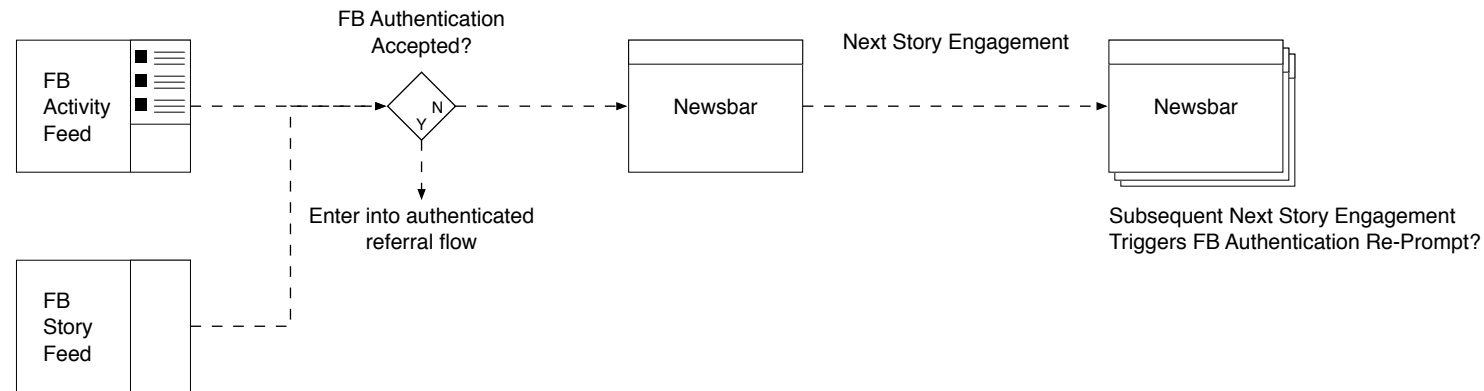 FB Authentication
Accepted?
FB
Activity
Feed
N
Y
Newsbar
Next Story Engagement
Newsbar
Enter into authenticated
referral flow
Subsequent Next Story Engagement
Triggers FB Authentication Re-Prompt?
FB
Story
Feed